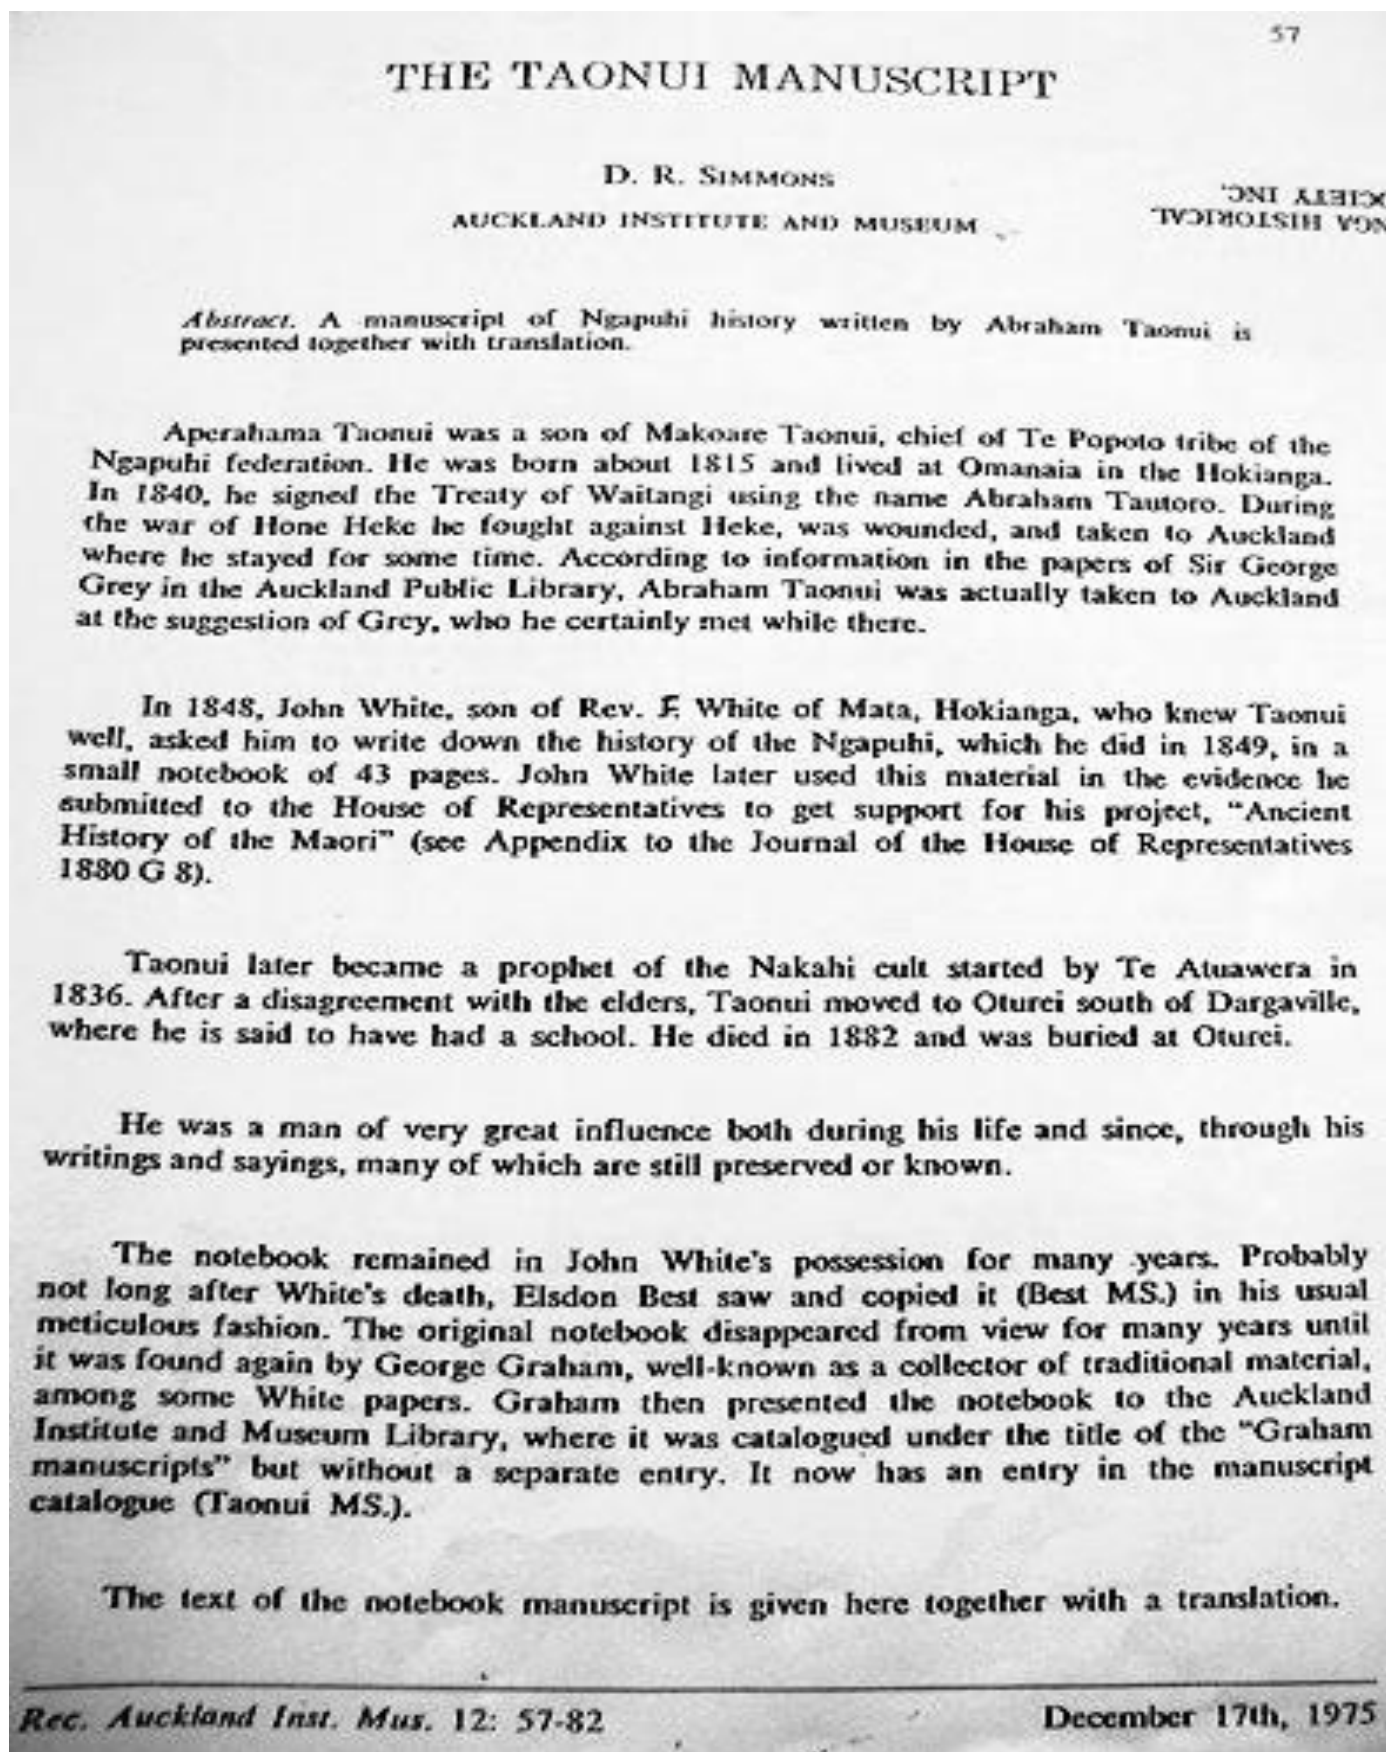 57
THE TAONUI MANUSCRIPT
D. R. SIMMONS
AUCKLAND INSTITUTE AND MUSEUM
NGA HISTORICAL
CIETY INC.
Abstract. A manuscript of Ngapuhi history written by Abraham Taonui is
presented together with translation.
Aperahama Taonui was a son of Makoare Taonui, chief of Te Popoto tribe of the
Ngapuhi federation. He was born about 1815 and lived at Omanaia in the Hokianga.
In 1840, he signed the Treaty of Waitangi using the name Abraham Tautoro. During
the war of Hone Heke he fought against Heke, was wounded, and taken to Auckland
where he stayed for some time. According to information in the papers of Sir George
Grey in the Auckland Public Library, Abraham Taonui was actually taken to Auckland
at the suggestion of Grey, who he certainly met while there.
In 1848, John White, son of Rev. F. White of Mata, Hokianga, who knew Taonui
well, asked him to write down the history of the Ngapuhi, which he did in 1849, in a
small notebook of 43 pages. John White later used this material in the evidence he
submitted to the House of Representatives to get support for his project, "Ancient
History of the Maori" (see Appendix to the Journal of the House of Representatives
1880 G 8).
Taonui later became a prophet of the Nakahi cult started by Te Atuawera in
1836. After a disagreement with the elders, Taonui moved to Oturei south of Dargaville,
where he is said to have had a school. He died in 1882 and was buried at Oturei.
He was a man of very great influence both during his life and since, through his
writings and sayings, many of which are still preserved or known.
The notebook remained in John White's possession for many years. Probably
not long after White's death, Elsdon Best saw and copied it (Best MS.) in his usual
meticulous fashion. The original notebook disappeared from view for many years until
it was found again by George Graham, well-known as a collector of traditional material,
among some White papers. Graham then presented the notebook to the Auckland
Institute and Museum Library, where it was catalogued under the title of the "Graham
manuscripts" but without a separate entry. It now has an entry in the manuscript
catalogue (Taonui MS.).
The text of the notebook manuscript is given here together with a translation.
Rec. Auckland Inst. Mus. 12: 57-82
December 17th, 1975